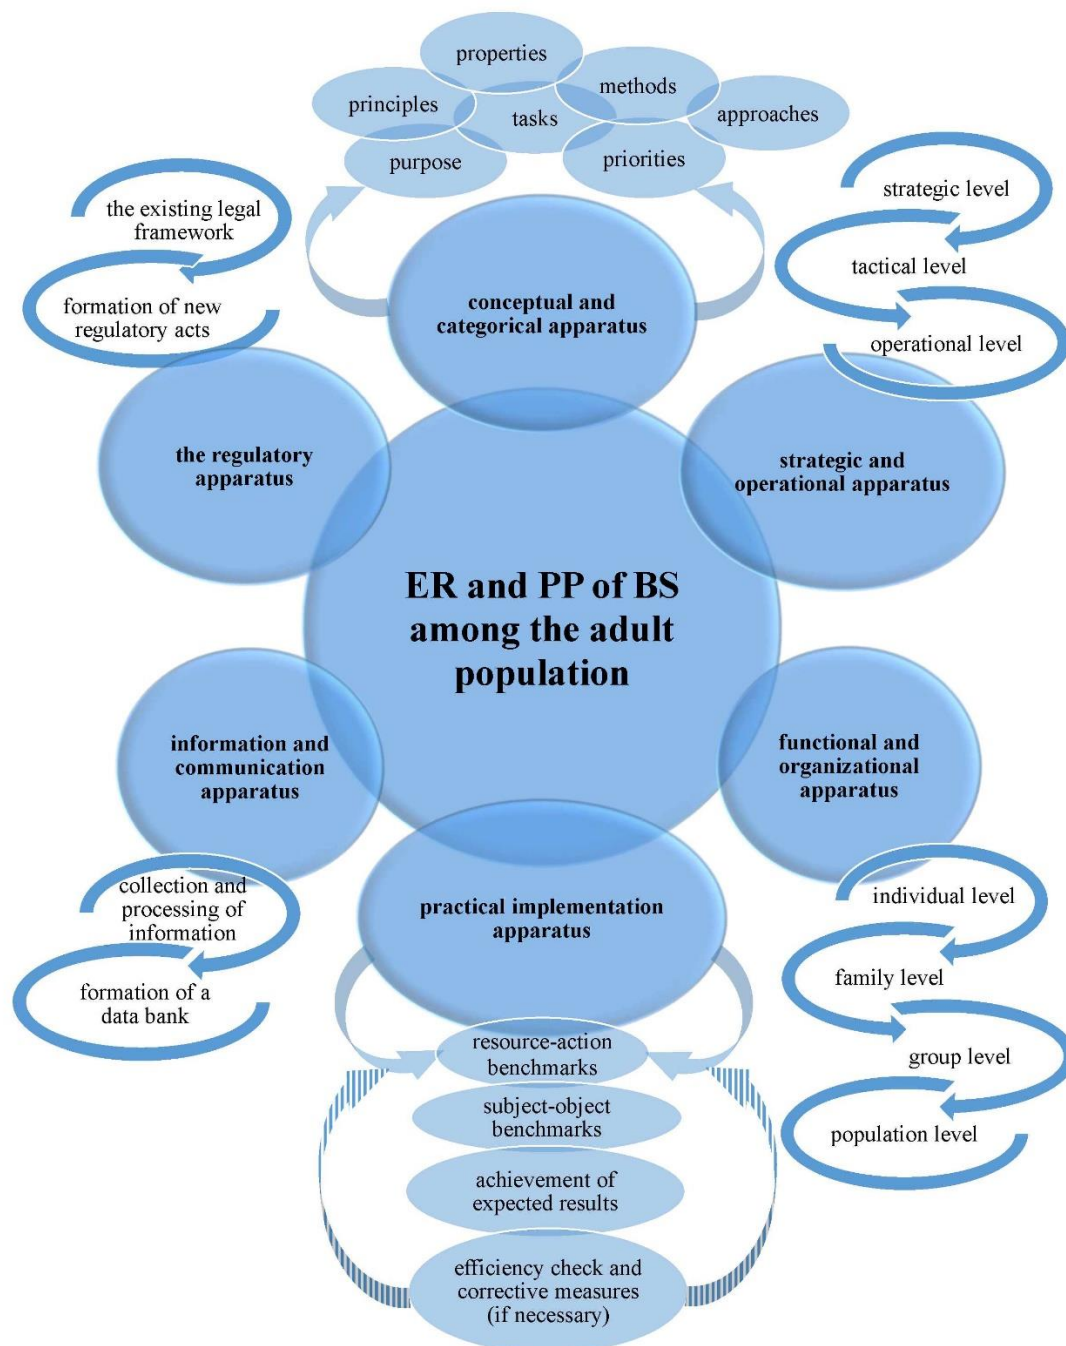 properties
methods
principles
tasks
approaches
purpose
priorities
the existing legal
framework
formation of new
regulatory acts
strategic level
tactical level
operational level
conceptual and
categorical apparatus
the regulatory
apparatus
strategic and
operational apparatus
ER and PP of BS
among the adult
population
information and
communication
apparatus
functional and
organizational
apparatus
practical implementation
apparatus
collection and
processing of
information
formation of a
data bank
individual level
family level
group level
population level
resource-action
benchmarks
subject-object
benchmarks
achievement of
expected results
efficiency check and
corrective measures
(if necessary)